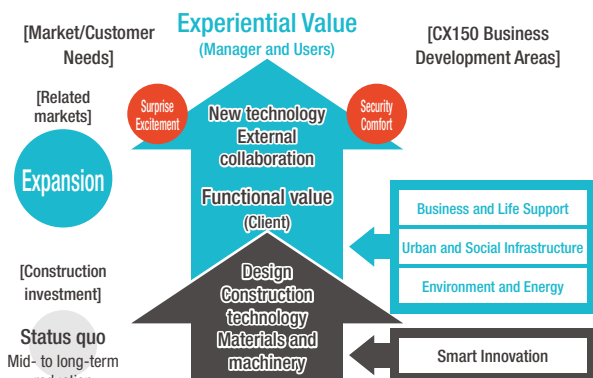 [Market/Customer
Needs]
Experiential Value
(Manager and Users)
[CX150 Business
Development Areas]
[Related
markets]
Surprise
Excitement
Security
Comfort
New technology
External
collaboration
Expansion
Functional value
(Client)
Business and Life Support
Urban and Social Infrastructure
Environment and Energy
[Construction
investment]
Design
Construction
technology
Materials and
machinery
Status quo
Mid- to long-term
Smart Innovation